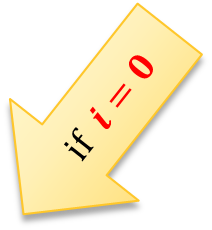 if i = 0